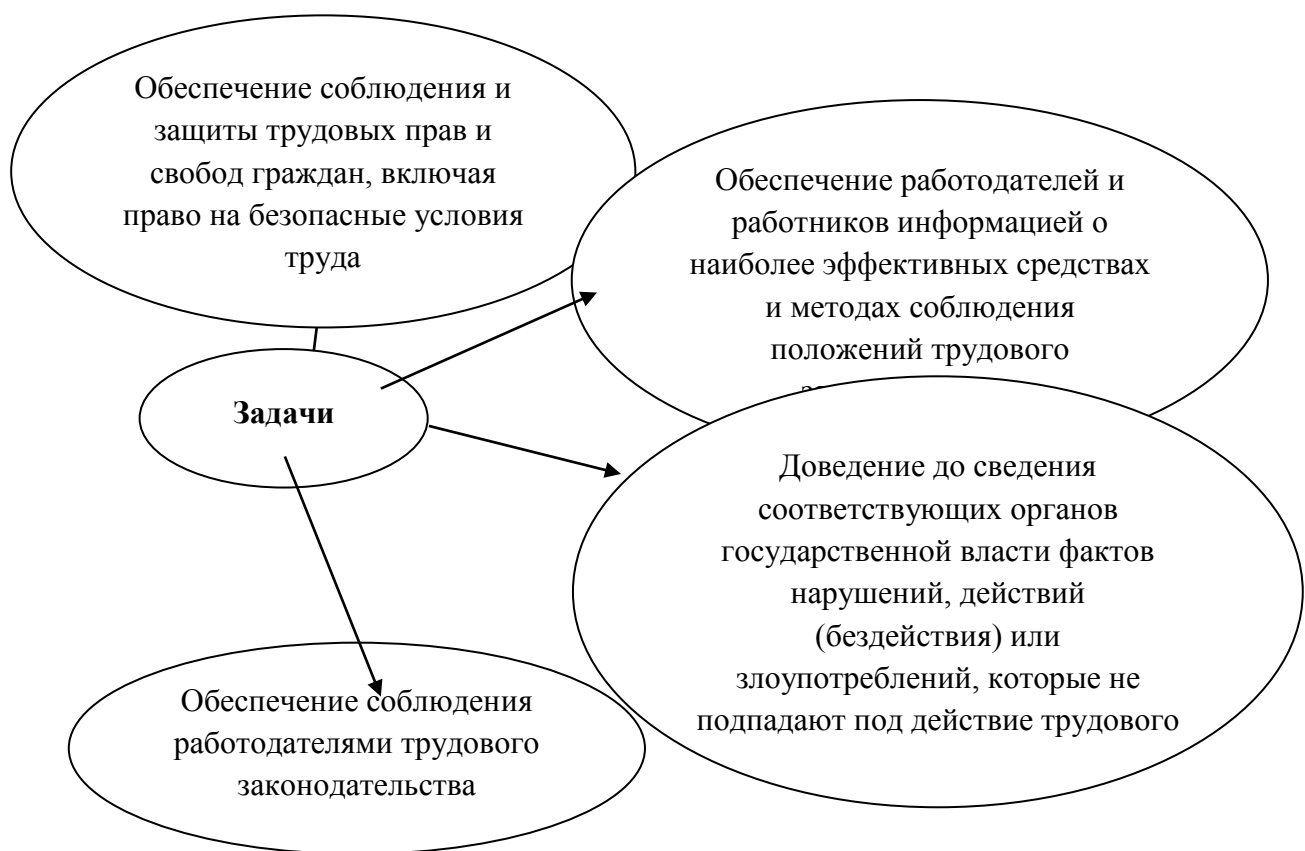 Обеспечение соблюдения и
защиты трудовых прав и
свобод граждан, включая
право на безопасные условия
труда
Обеспечение работодателей и
работников информацией о
наиболее эффективных средствах
и методах соблюдения
положений трудового
Задачи
Доведение до сведения
соответствующих органов
государственной власти фактов
нарушений, действий
(бездействия) или
злоупотреблений, которые не
подпадают под действие трудового
Обеспечение соблюдения
работодателями трудового
законодательства